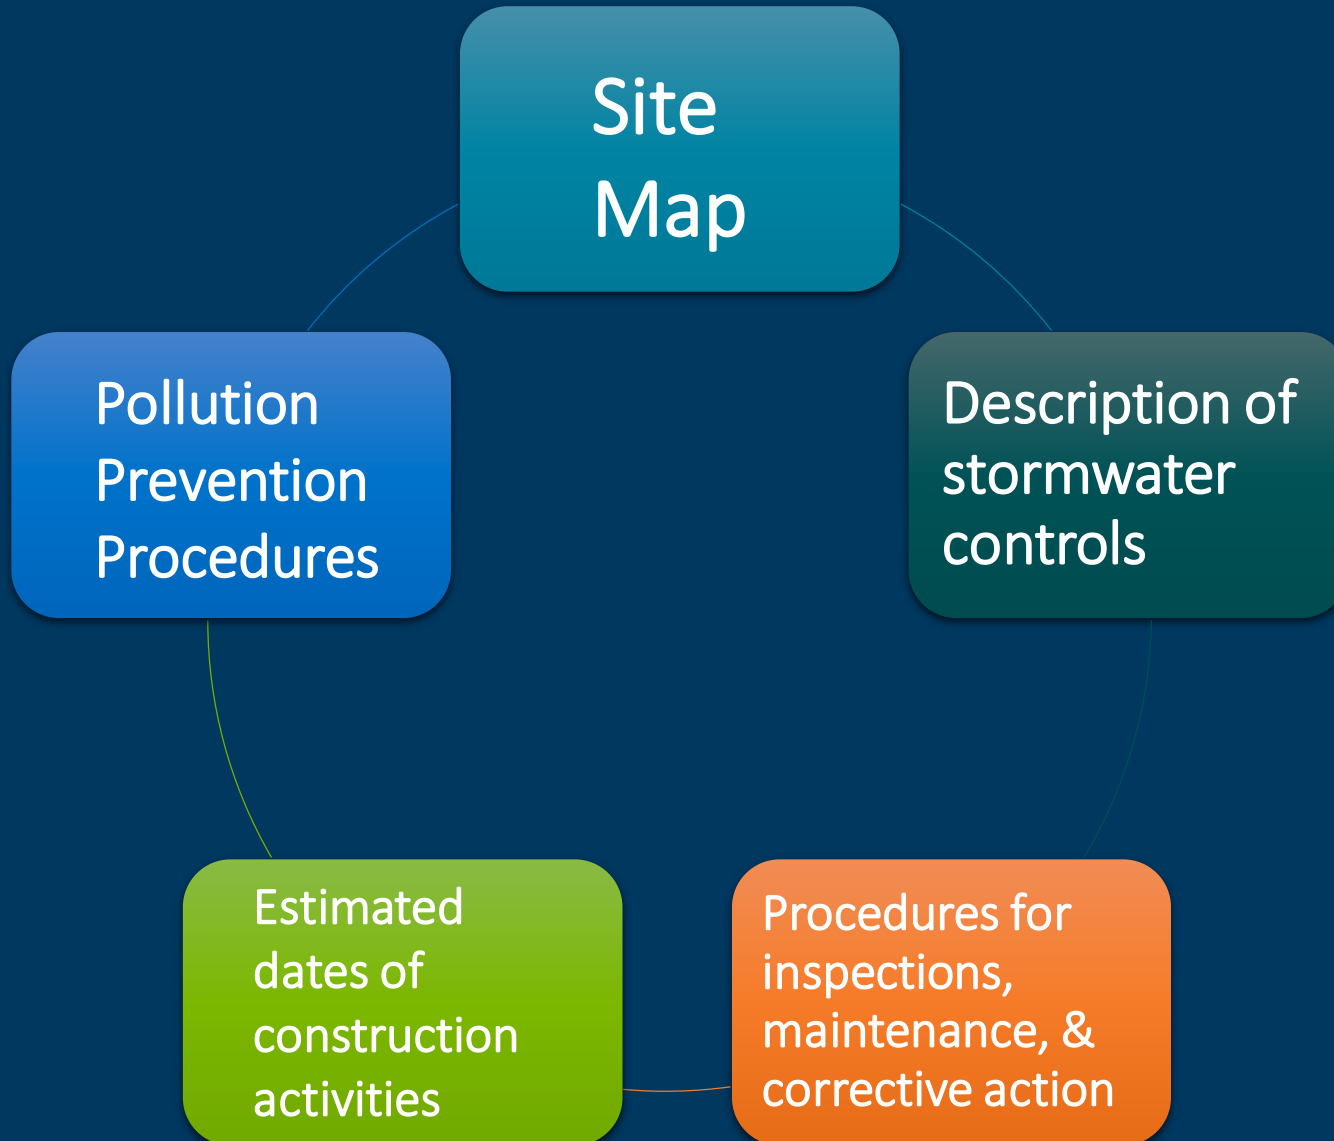 Site
Map
Pollution
Prevention
Procedures
Description of
stormwater
controls
Estimated
dates of
construction
activities
Procedures for
inspections,
maintenance, &
corrective action